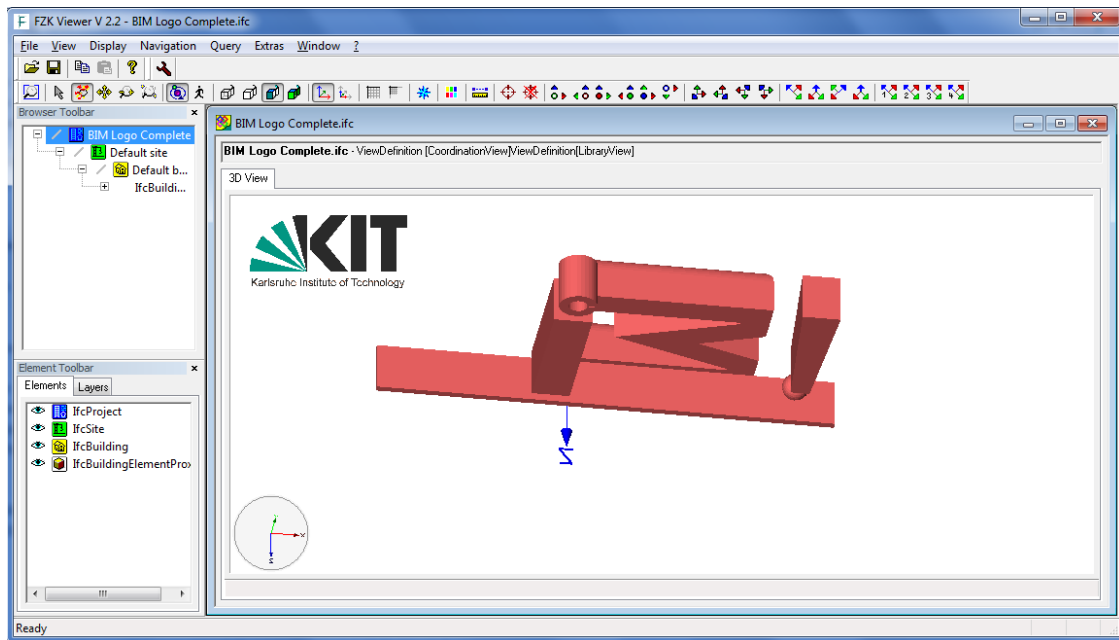 FZK Viewer V 2.2 - BIM Logo Complete.ifc
File View Display Navigation Query Extras Window ?
Browser Toolbar
BIM Logo Complete
Default site
Default b...
IfcBuildi...
Element Toolbar
Elements Layers
IfcProject
IfcSite
IfcBuilding
IfcBuildingElementProx
BIM Logo Complete.ifc
BIM Logo Complete.ifc - ViewDefinition [CoordinationView]ViewDefinition[LibraryView]
3D View
KIT
Karlsruhe Institute of Technology
Z
x
z
Ready